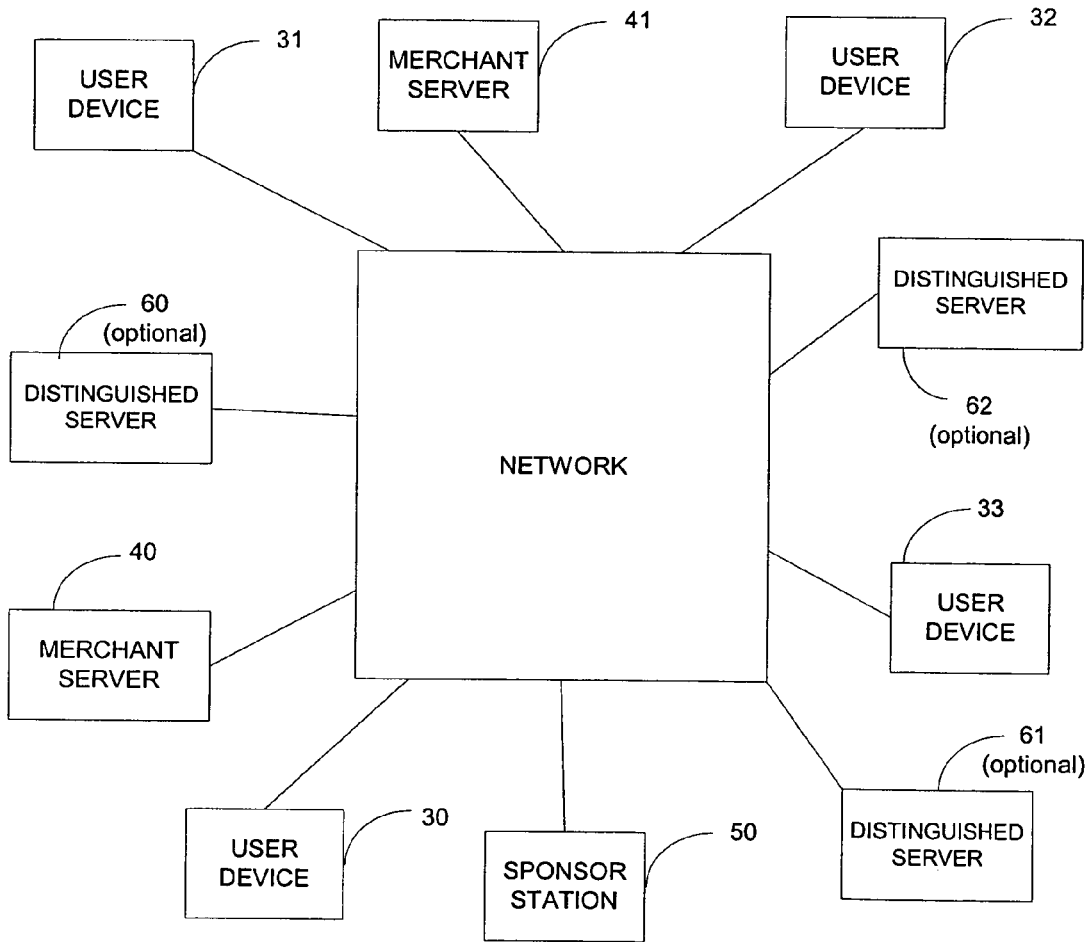 31
USER
DEVICE
41
MERCHANT
SERVER
32
USER
DEVICE
60
(optional)
DISTINGUISHED
SERVER
DISTINGUISHED
SERVER
62
(optional)
NETWORK
40
MERCHANT
SERVER
33
USER
DEVICE
30
USER
DEVICE
50
SPONSOR
STATION
61
(optional)
DISTINGUISHED
SERVER